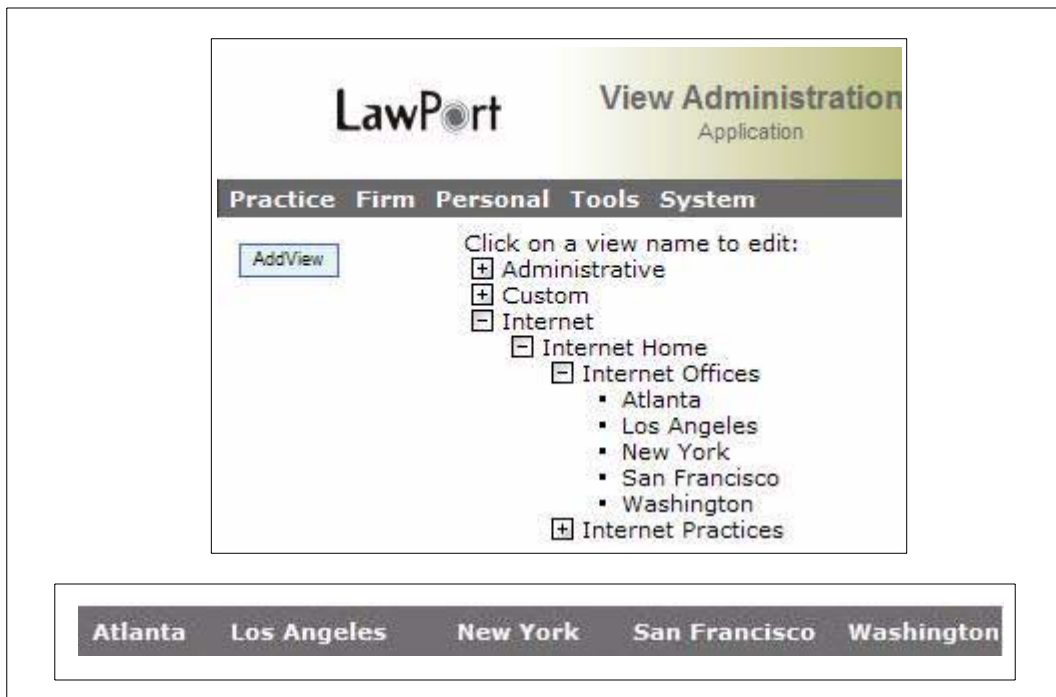 LawPort
View Administration
Application
Practice Firm Personal Tools System
AddView
Click on a view name to edit:
Administrative
Custom
Internet
Internet Home
Internet Offices
Atlanta
Los Angeles
New York
San Francisco
Washington
Internet Practices
Atlanta Los Angeles New York San Francisco Washington